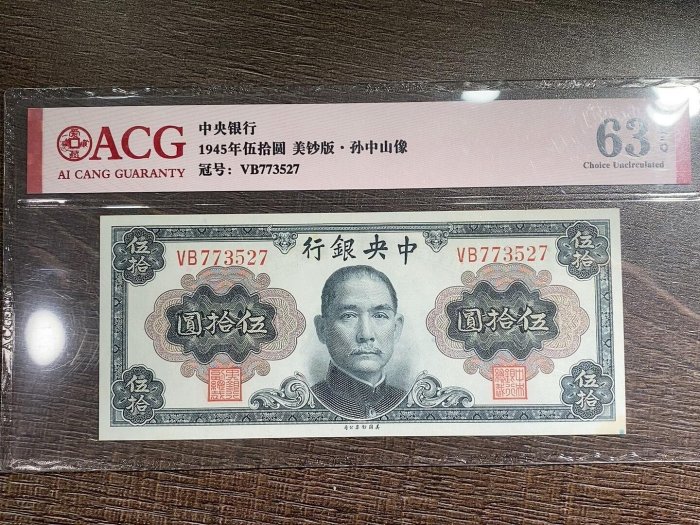 ACG
AI CANG GUARANTY
中央银行
1945年伍拾圆 美钞版·孙中山像
冠号: VB773527
63
EPQ
Choice Uncirculated
伍拾
行銀央中
伍拾
VB773527
VB773527
圓拾伍
圓拾伍
伍拾
伍拾